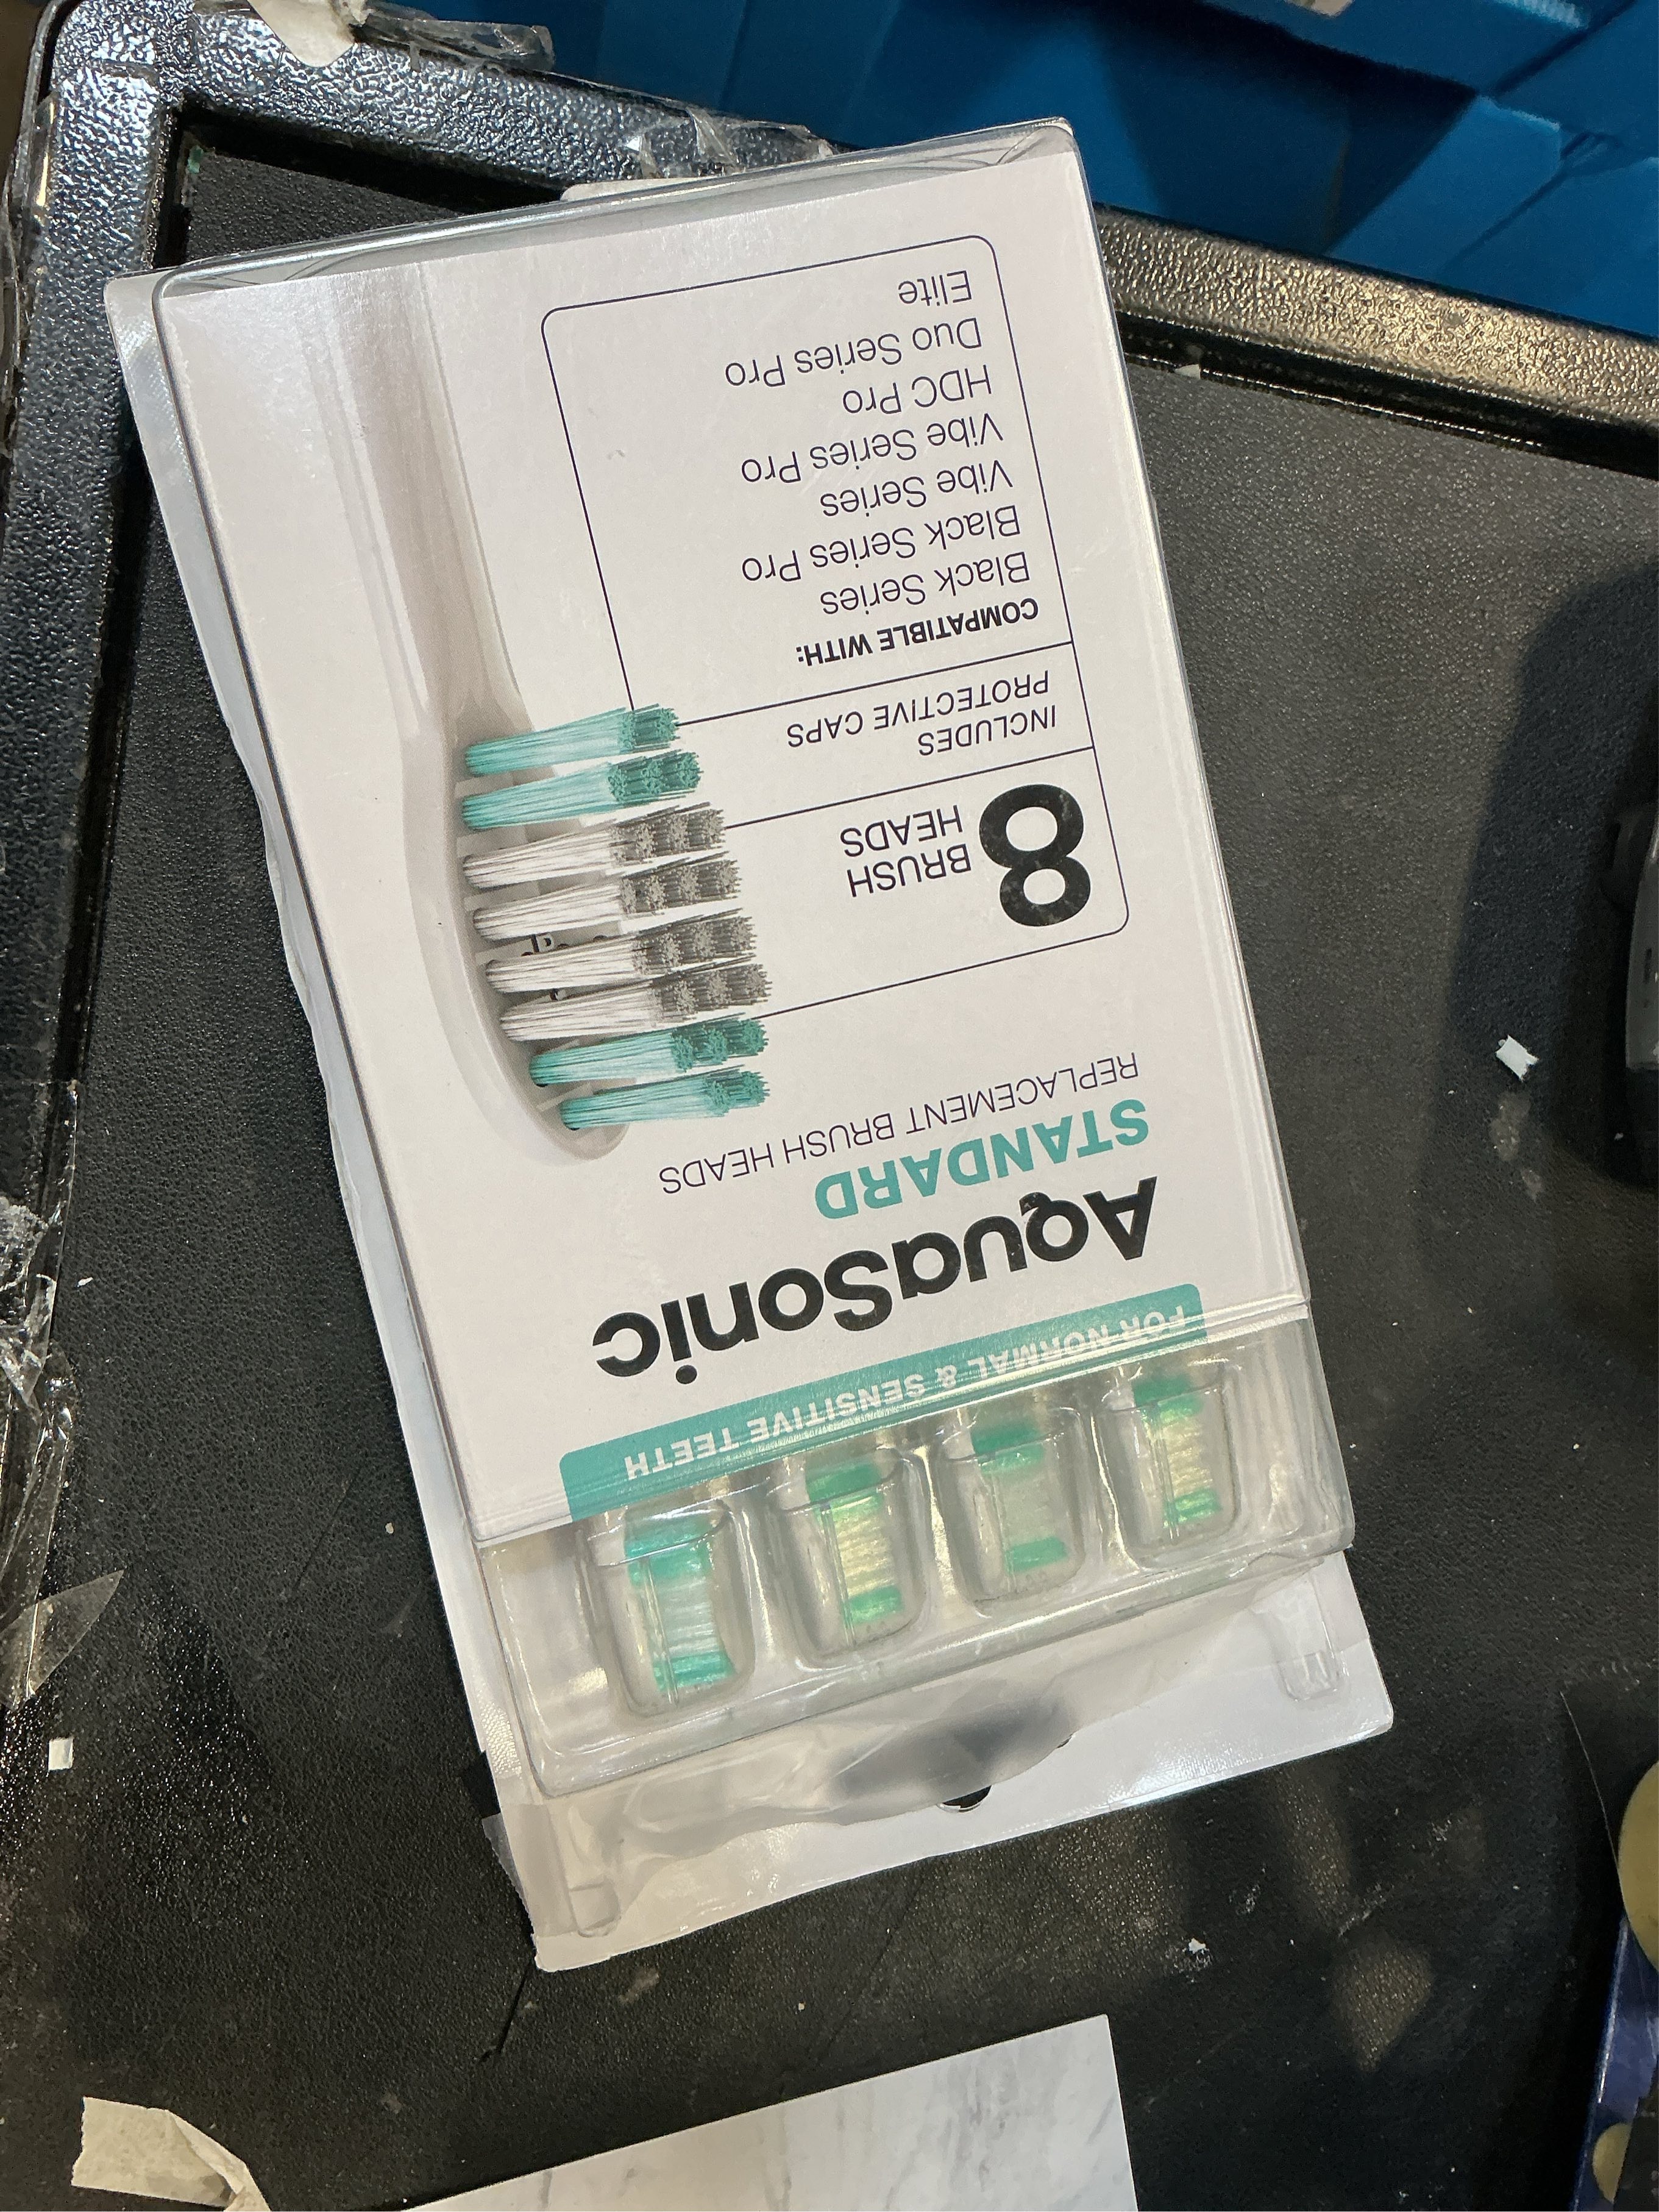 FOR NORMAL & SENSITIVE TEETH
AquaSonic
STANDARD
REPLACEMENT BRUSH HEADS
8 BRUSH
HEADS
INCLUDES
PROTECTIVE CAPS
COMPATIBLE WITH:
Black Series
Black Series Pro
Vibe Series
Vibe Series Pro
HDC Pro
Duo Series Pro
Elite